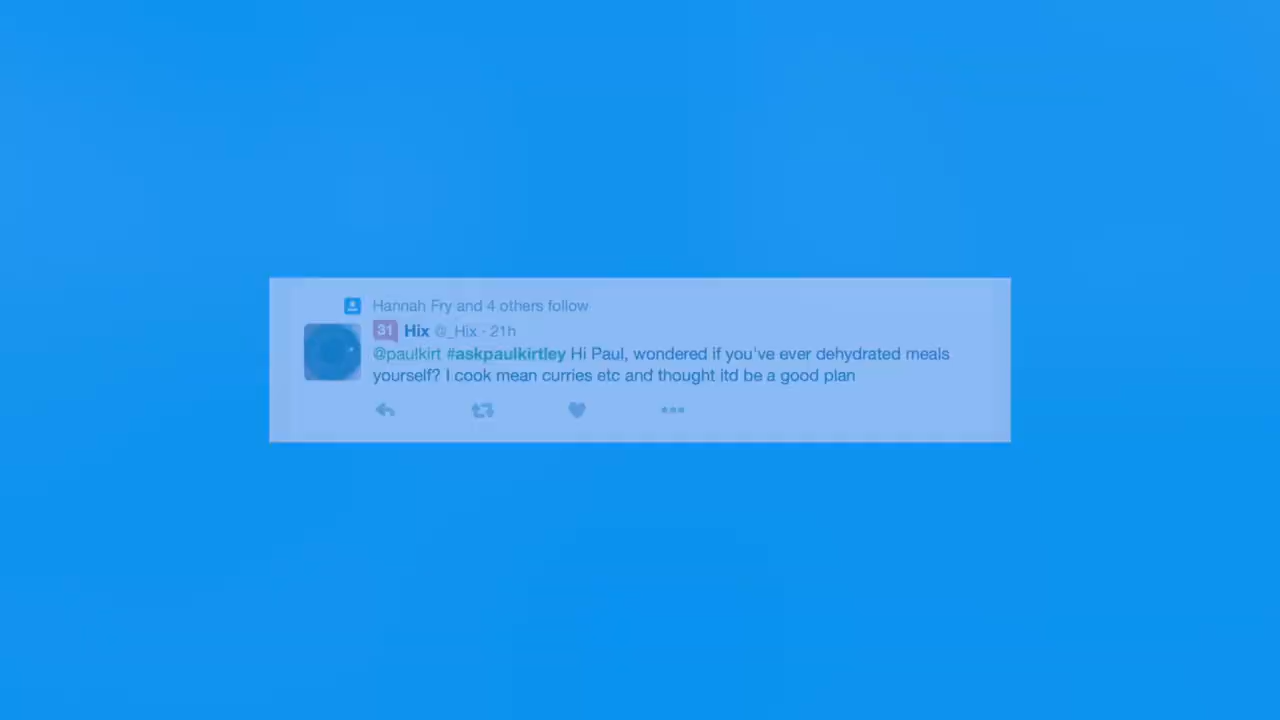 Hannah Fry and 4 others follow
31 Hix @_Hix · 21h
@paulkirt #askpaulkirtley Hi Paul, wondered if you've ever dehydrated meals
yourself? I cook mean curries etc and thought itd be a good plan